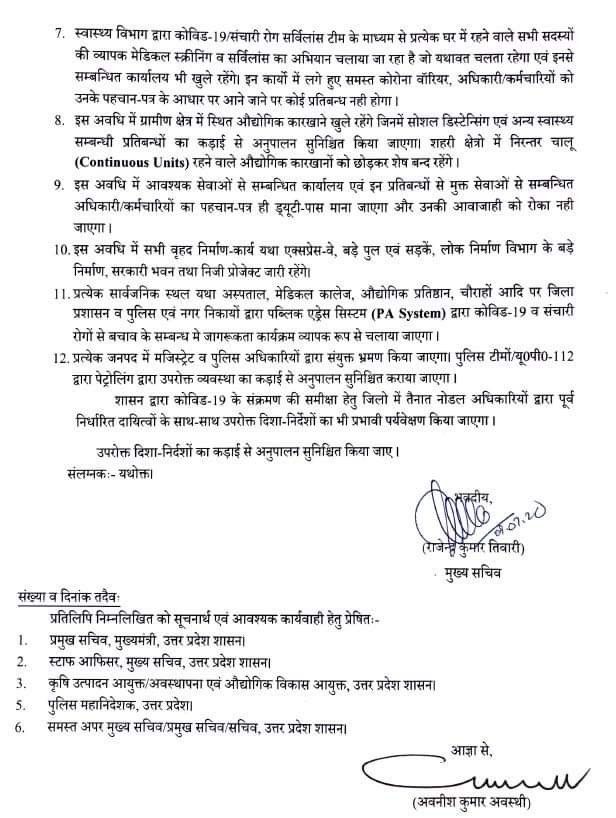 7. स्वास्थ्य विभाग द्वारा कोविड-19/संचारी रोग सर्विलांस टीम के माध्यम से प्रत्येक घर में रहने वाले सभी सदस्यों
की व्यापक मेडिकल स्क्रीनिंग व सर्विलांस का अभियान चलाया जा रहा है जो यथावत चलता रहेगा एवं इनसे
सम्बन्धित कार्यालय भी खुले रहेंगे। इन कार्यो में लगे हुए समस्त कोरोना वॉरियर, अधिकारी/कर्मचारियों को
उनके पहचान-पत्र के आधार पर आने जाने पर कोई प्रतिबन्ध नही होगा ।
8. इस अवधि में ग्रामीण क्षेत्र में स्थित औद्योगिक कारखाने खुले रहेंगे जिनमें सोशल डिस्टेन्सिंग एवं अन्य स्वास्थ्य
सम्बन्धी प्रतिबन्धों का कड़ाई से अनुपालन सुनिश्चित किया जाएगा। शहरी क्षेत्रो में निरन्तर चालू
(Continuous Units) रहने वाले औद्योगिक कारखानों को छोड़कर शेष बन्द रहेंगे ।
9. इस अवधि में आवश्यक सेवाओं से सम्बन्धित कार्यालय एवं इन प्रतिबन्धों से मुक्त सेवाओं से सम्बन्धित
अधिकारी/कर्मचारियों का पहचान-पत्र ही ड्यूटी-पास माना जाएगा और उनकी आवाजाही को रोका नही
जाएगा ।
10. इस अवधि में सभी वृहद निर्माण-कार्य यथा एक्सप्रेस-वे, बड़े पुल एवं सड़कें, लोक निर्माण विभाग के बड़े
निर्माण, सरकारी भवन तथा निजी प्रोजेक्ट जारी रहेंगे।
11. प्रत्येक सार्वजनिक स्थल यथा अस्पताल, मेडिकल कालेज, औद्योगिक प्रतिष्ठान, चौराहों आदि पर जिला
प्रशासन व पुलिस एवं नगर निकायों द्वारा पब्लिक एड्रेस सिस्टम (PA System) द्वारा कोविड-19 व संचारी
रोगों से बचाव के सम्बन्ध मे जागरूकता कार्यक्रम व्यापक रूप से चलाया जाएगा ।
12. प्रत्येक जनपद में मजिस्ट्रेट व पुलिस अधिकारियों द्वारा संयुक्त भ्रमण किया जाएगा। पुलिस टीमों/यू0पी0-112
द्वारा पेट्रोलिंग द्वारा उपरोक्त व्यवस्था का कड़ाई से अनुपालन सुनिश्चित कराया जाएगा ।
शासन द्वारा कोविड-19 के संक्रमण की समीक्षा हेतु जिलो में तैनात नोडल अधिकारियों द्वारा पूर्व
निर्धारित दायित्वों के साथ-साथ उपरोक्त दिशा-निर्देशों का भी प्रभावी पर्यवेक्षण किया जाएगा ।
उपरोक्त दिशा-निर्दशों का कड़ाई से अनुपालन सुनिश्चित किया जाए ।
संलग्नकः- यथोक्त।
भवदीय,
(राजेन्द्र कुमार तिवारी)
मुख्य सचिव
संख्या व दिनांक तदैवः
प्रतिलिपि निम्नलिखित को सूचनार्थ एवं आवश्यक कार्यवाही हेतु प्रेषितः-
1. प्रमुख सचिव, मुख्यमंत्री, उत्तर प्रदेश शासन।
2. स्टाफ आफिसर, मुख्य सचिव, उत्तर प्रदेश शासन।
3. कृषि उत्पादन आयुक्त/अवस्थापना एवं औद्योगिक विकास आयुक्त, उत्तर प्रदेश शासन।
5. पुलिस महानिदेशक, उत्तर प्रदेश।
6. समस्त अपर मुख्य सचिव/प्रमुख सचिव/सचिव, उत्तर प्रदेश शासन।
आज्ञा से,
(अवनीश कुमार अवस्थी)